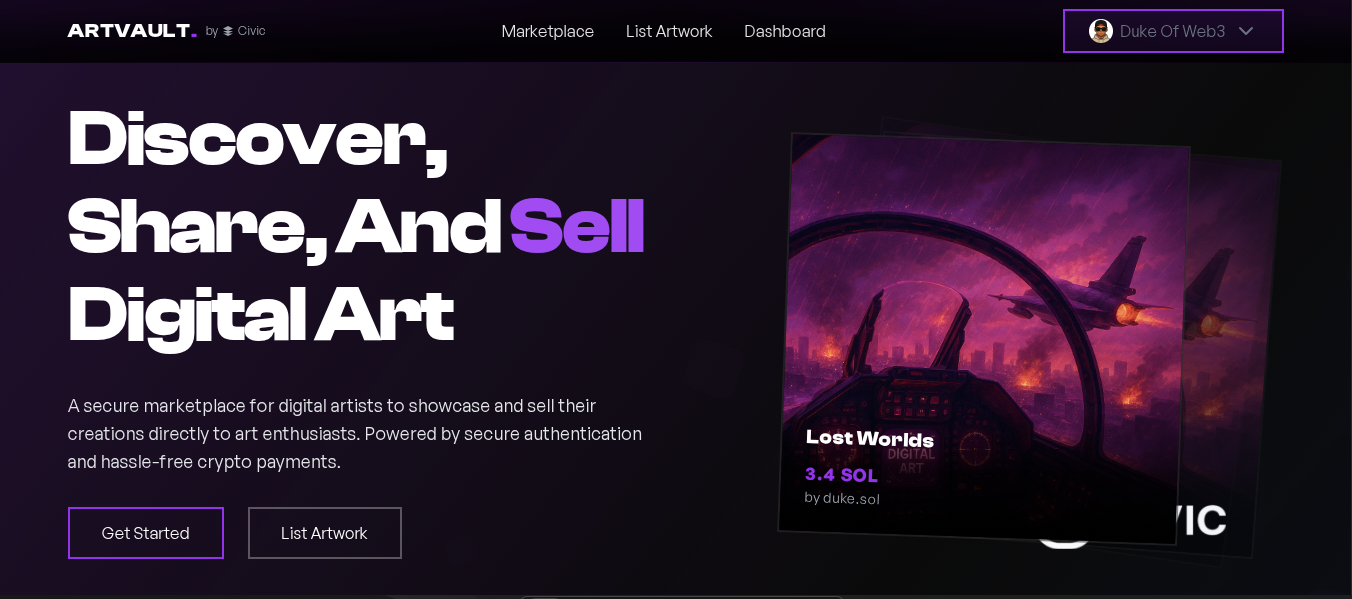 ARTVAULT. by Civic
Marketplace
List Artwork
Dashboard
Duke Of Web3
Discover,
Share, And Sell
Digital Art
A secure marketplace for digital artists to showcase and sell their
creations directly to art enthusiasts. Powered by secure authentication
and hassle-free crypto payments.
Get Started
List Artwork
Lost Worlds
DIGITAL
ART
3.4 SOL
by duke.sol
VIC